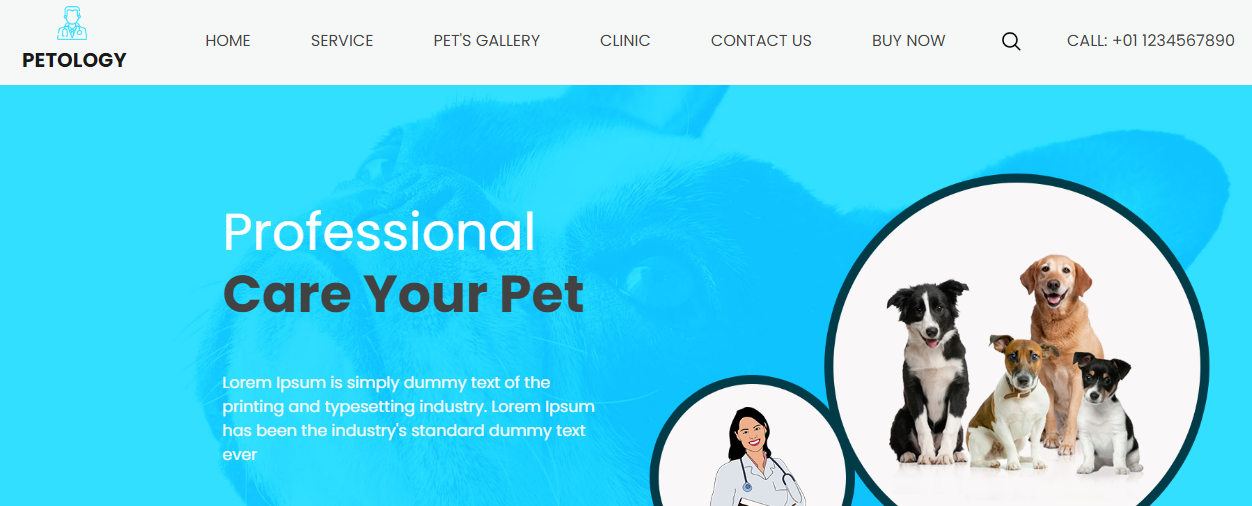 PETOLOGY
HOME
SERVICE
PET'S GALLERY
CLINIC
CONTACT US
BUY NOW
CALL: +01 1234567890
Professional
Care Your Pet
Lorem Ipsum is simply dummy text of the
printing and typesetting industry. Lorem Ipsum
has been the industry's standard dummy text
ever